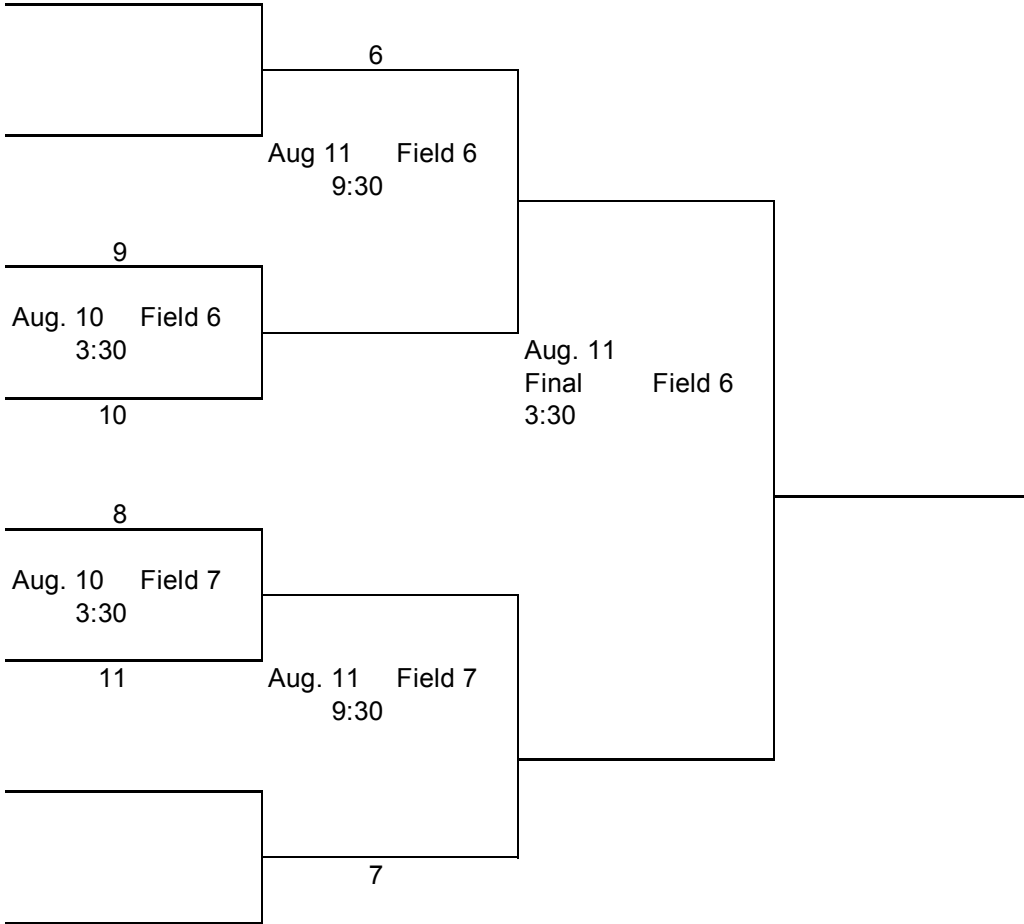 6
Aug 11 Field 6
9:30
9
Aug. 10 Field 6
3:30
10
Aug. 11
Final Field 6
3:30
8
Aug. 10 Field 7
3:30
11
Aug. 11 Field 7
9:30
7